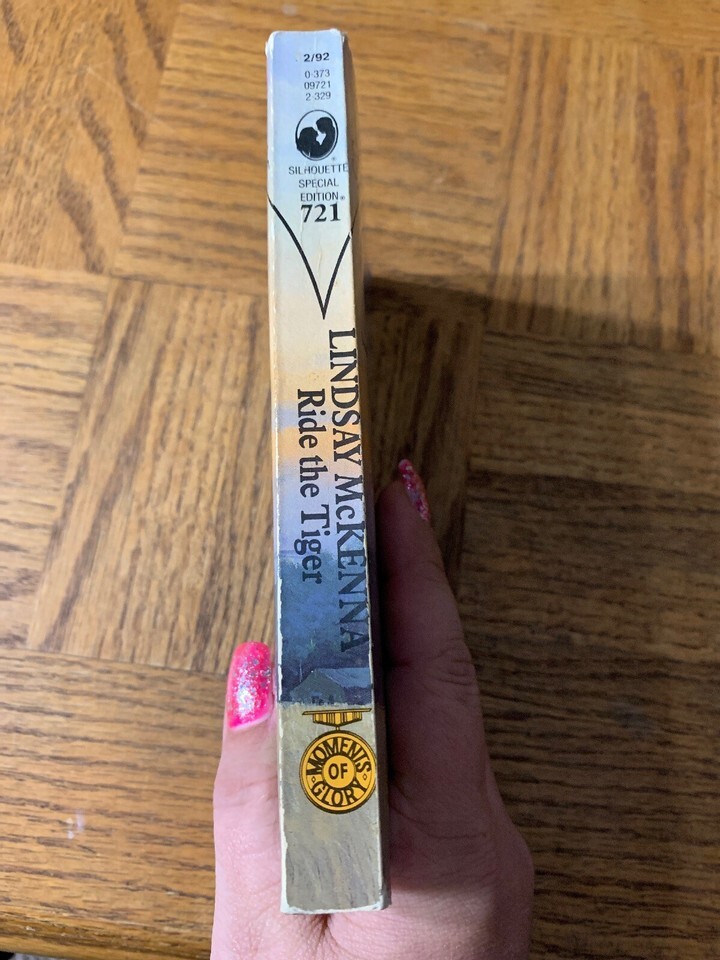 2/92
0-373
09721
2-329
SILHOUETTE
SPECIAL
EDITION®
721
LINDSAY McKENNA
Ride the Tiger
MOMENTS
OF
GLORY